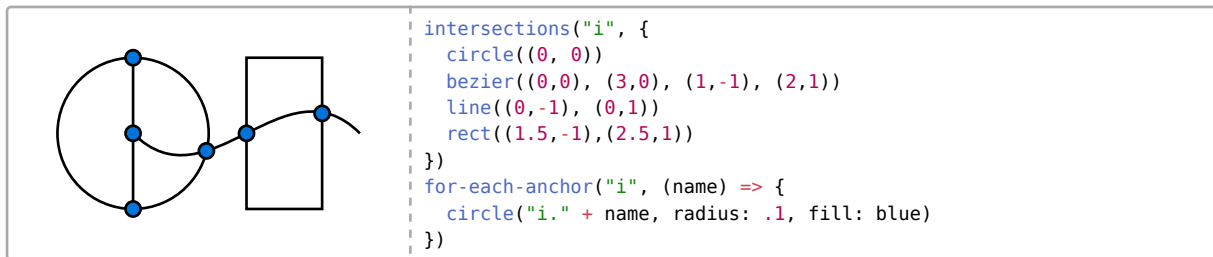 intersections("i", {
  circle((0, 0))
  bezier((0,0), (3,0), (1,-1), (2,1))
  line((0,-1), (0,1))
  rect((1.5,-1),(2.5,1))
})
for-each-anchor("i", (name) => {
  circle("i." + name, radius: .1, fill: blue)
})